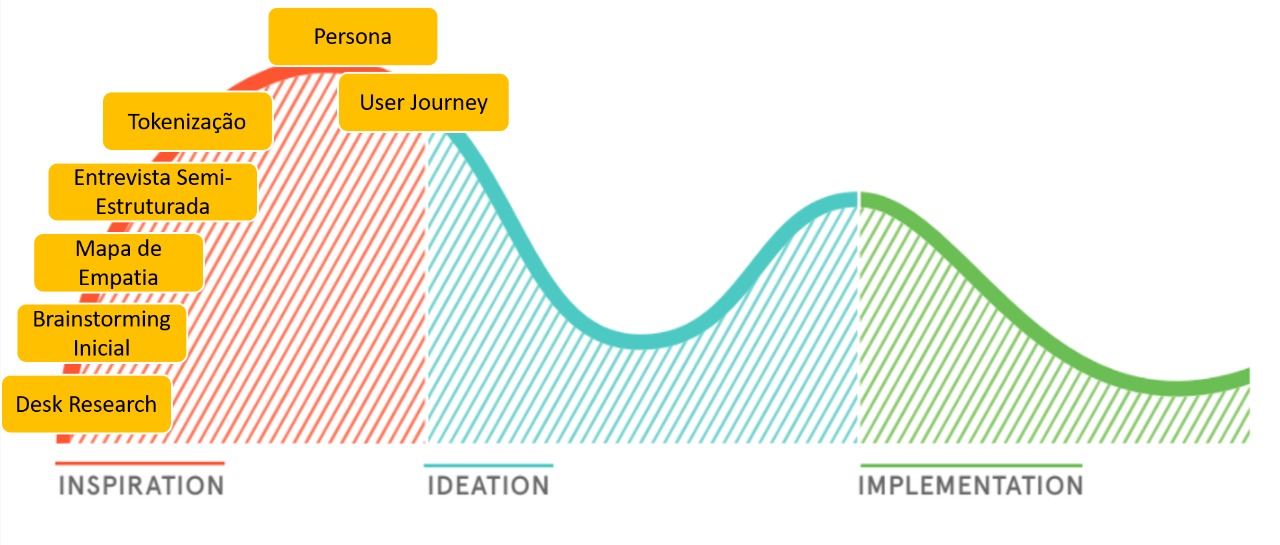 Persona
User Journey
Tokenização
Entrevista Semi-
Estruturada
Mapa de
Empatia
Brainstorming
Inicial
Desk Research
INSPIRATION
IDEATION
IMPLEMENTATION